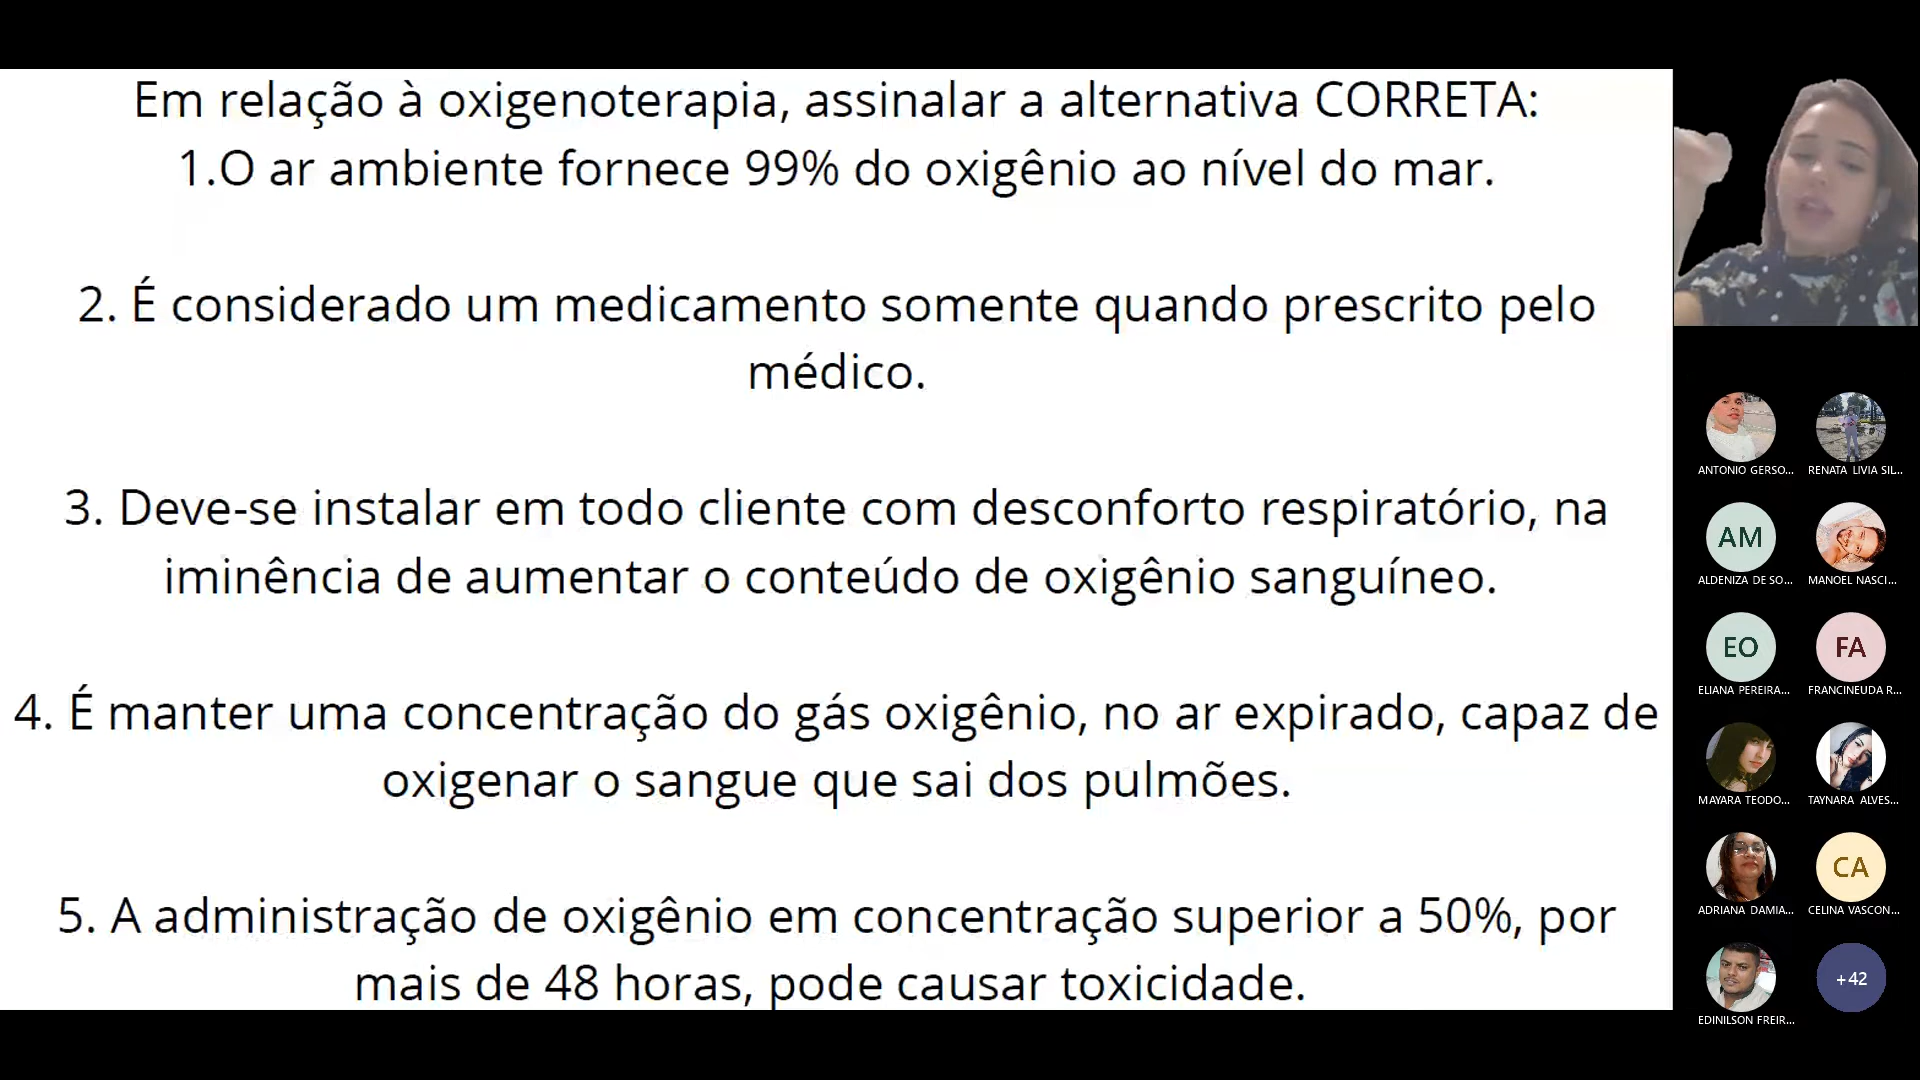 Em relação à oxigenoterapia, assinalar a alternativa CORRETA:
1.O ar ambiente fornece 99% do oxigênio ao nível do mar.
2. É considerado um medicamento somente quando prescrito pelo
médico.
3. Deve-se instalar em todo cliente com desconforto respiratório, na
iminência de aumentar o conteúdo de oxigênio sanguíneo.
4. É manter uma concentração do gás oxigênio, no ar expirado, capaz de
oxigenar o sangue que sai dos pulmões.
5. A administração de oxigênio em concentração superior a 50%, por
mais de 48 horas, pode causar toxicidade.
ANTONIO GERSO...
RENATA LIVIA SIL...
AM
ALDENIZA DE SO...
MANOEL NASCI...
EO
ELIANA PEREIRA...
FA
FRANCINEUDA R...
MAYARA TEODO...
TAYNARA ALVES...
ADRIANA DAMIA...
CA
CELINA VASCON...
EDINILSON FREIR...
+42